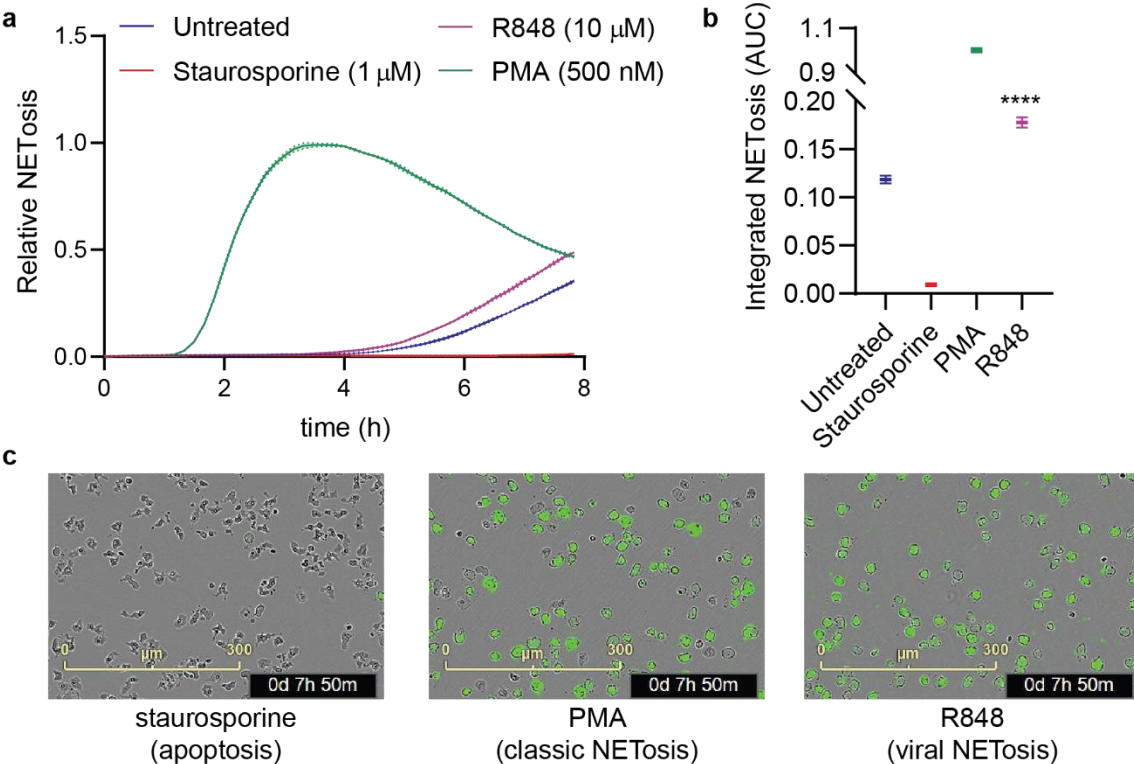 a
Untreated
R848 (10 μM)
Staurosporine (1 μM)
PMA (500 nM)
1.5
1.0
0.5
0.0
Relative NETosis
0
2
4
6
8
time (h)
b
Integrated NETosis (AUC)
1.1
1.0
0.9
0.20
0.15
0.10
0.05
0.00
****
Untreated
Staurosporine
PMA
R848
c
0 μm 300
0d 7h 50m
staurosporine
(apoptosis)
0 μm 300
0d 7h 50m
PMA
(classic NETosis)
0 μm 300
0d 7h 50m
R848
(viral NETosis)